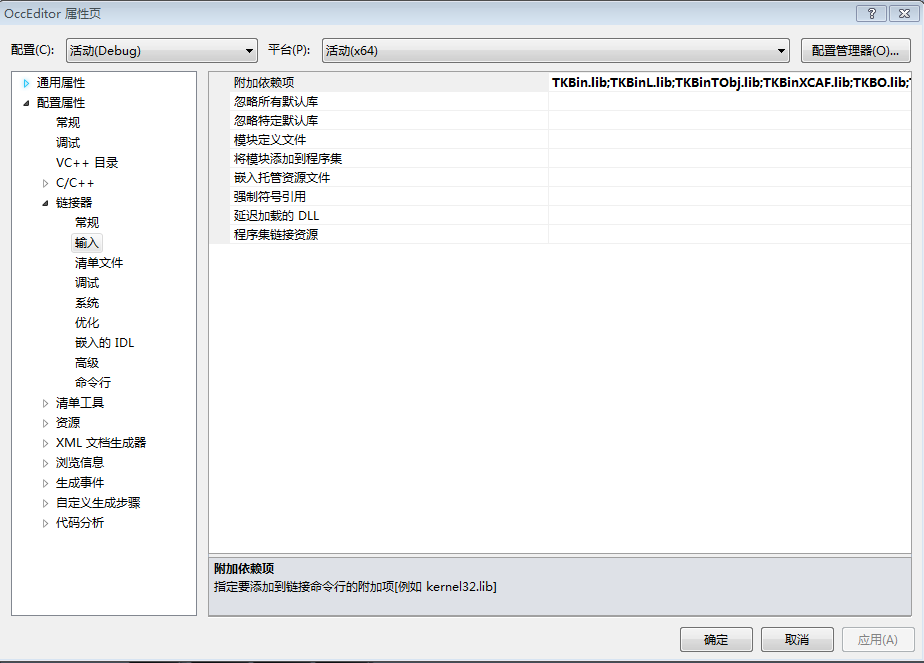 OccEditor 属性页
配置(C): 活动(Debug) 平台(P): 活动(x64) 配置管理器(O)...
通用属性
配置属性
常规
调试
VC++ 目录
C/C++
链接器
常规
输入
清单文件
调试
系统
优化
嵌入的 IDL
高级
命令行
清单工具
资源
XML 文档生成器
浏览信息
生成事件
自定义生成步骤
代码分析
附加依赖项 TKBin.lib;TKBinL.lib;TKBinTObj.lib;TKBinXCAF.lib;TKBO.lib;
忽略所有默认库
忽略特定默认库
模块定义文件
将模块添加到程序集
嵌入托管资源文件
强制符号引用
延迟加载的 DLL
程序集链接资源
附加依赖项
指定要添加到链接命令行的附加项[例如 kernel32.lib]
确定 取消 应用(A)